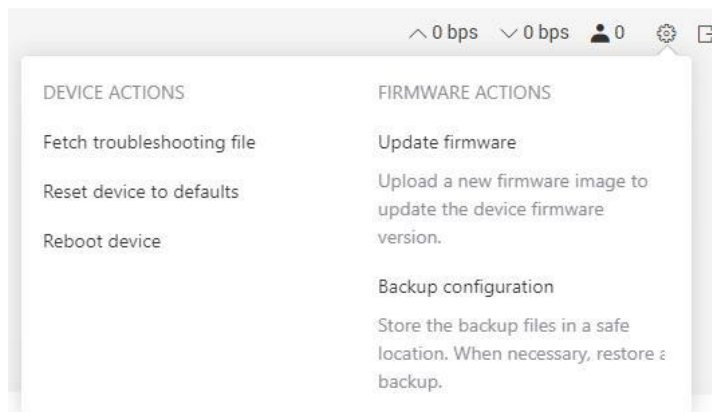 0 bps 0 bps 0
DEVICE ACTIONS
Fetch troubleshooting file
Reset device to defaults
Reboot device
FIRMWARE ACTIONS
Update firmware
Upload a new firmware image to
update the device firmware
version.
Backup configuration
Store the backup files in a safe
location. When necessary, restore a
backup.